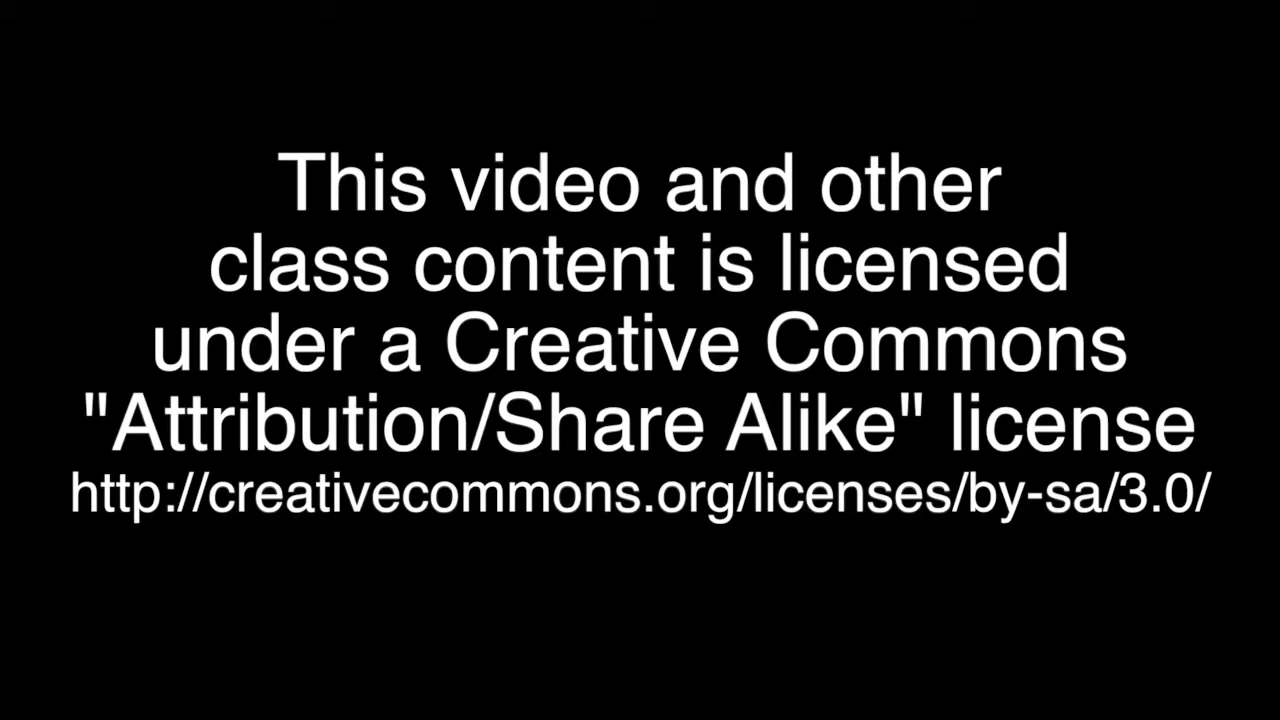 This video and other
class content is licensed
under a Creative Commons
"Attribution/Share Alike" license
http://creativecommons.org/licenses/by-sa/3.0/